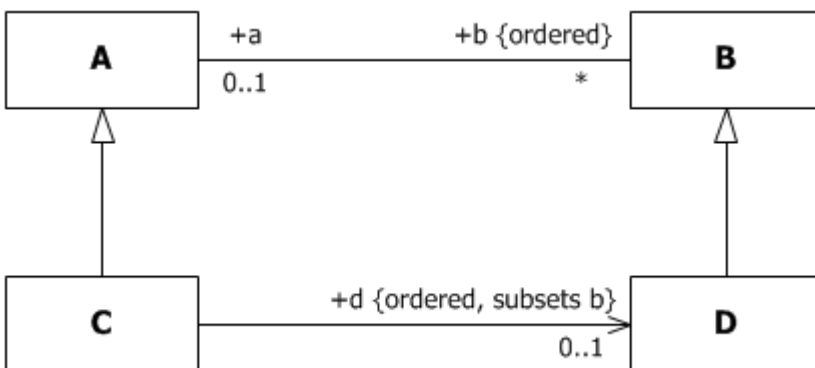 +a
+b {ordered}
A
B
0..1
*
+d {ordered, subsets b}
C
D
0..1